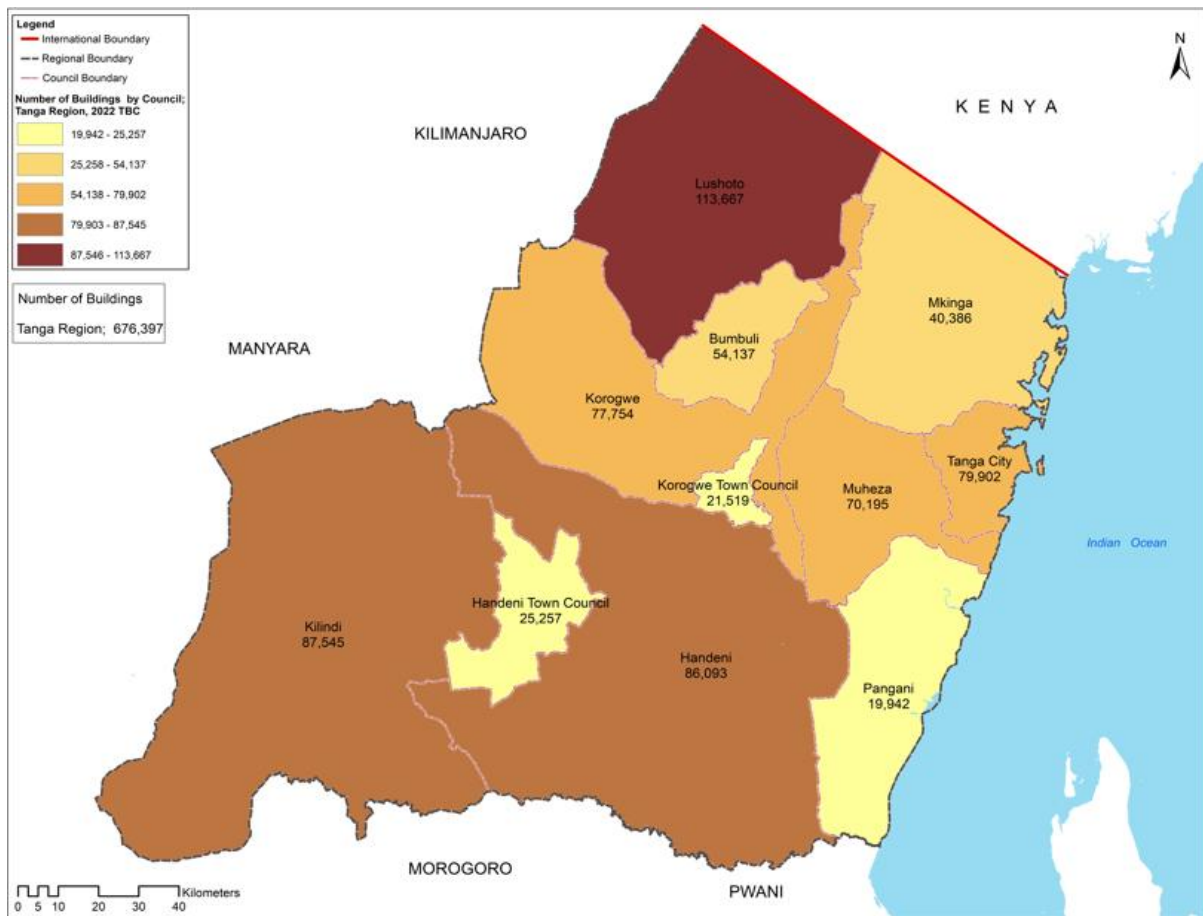 Legend
International Boundary
Regional Boundary
Council Boundary
Number of Buildings by Council;
Tanga Region, 2022 TBC
19,942 - 25,257
25,258 - 54,137
54,138 - 79,902
79,903 - 87,545
87,546 - 113,667
Number of Buildings
Tanga Region; 676,397
N
KENYA
KILIMANJARO
Lushoto
113,667
Mkinga
40,386
MANYARA
Bumbuli
54,137
Korogwe
77,754
Tanga City
79,902
Korogwe Town Council
21,519
Muheza
70,195
Indian Ocean
Handeni Town Council
25,257
Kilindi
87,545
Handeni
86,093
Pangani
19,942
MOROGORO
PWANI
Kilometers
0 5 10 20 30 40